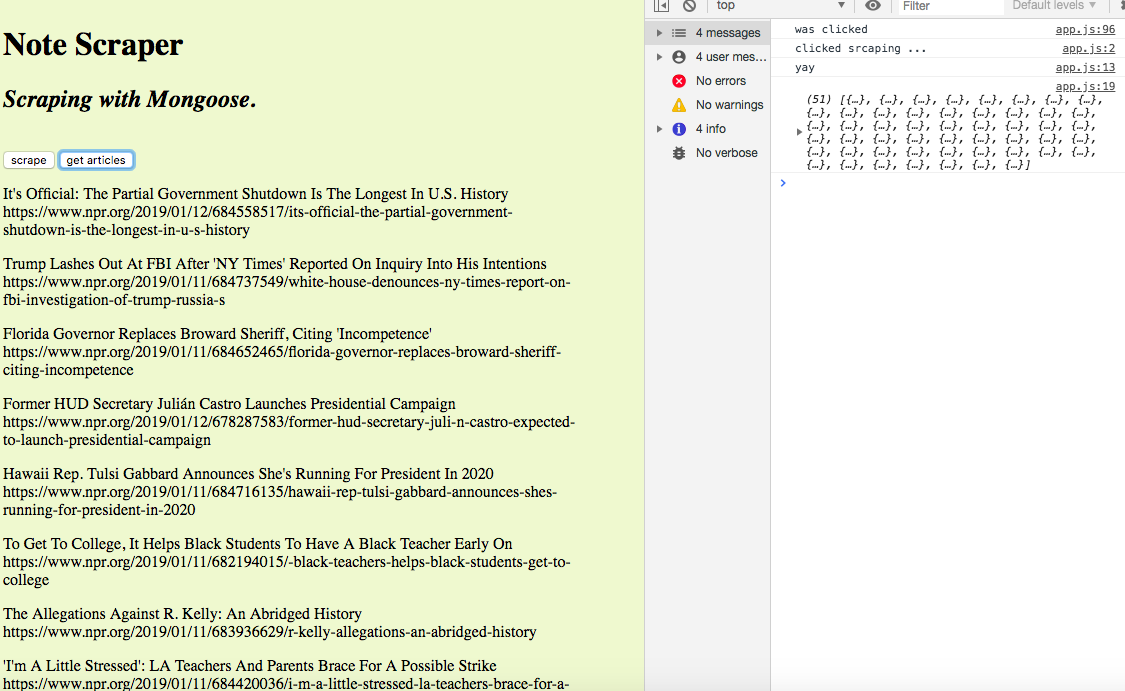 Note Scraper
Scraping with Mongoose.
scrape
get articles
It's Official: The Partial Government Shutdown Is The Longest In U.S. History
https://www.npr.org/2019/01/12/684558517/its-official-the-partial-government-
shutdown-is-the-longest-in-u-s-history
Trump Lashes Out At FBI After 'NY Times' Reported On Inquiry Into His Intentions
https://www.npr.org/2019/01/11/684737549/white-house-denounces-ny-times-report-on-
fbi-investigation-of-trump-russia-s
Florida Governor Replaces Broward Sheriff, Citing 'Incompetence'
https://www.npr.org/2019/01/11/684652465/florida-governor-replaces-broward-sheriff-
citing-incompetence
Former HUD Secretary Julián Castro Launches Presidential Campaign
https://www.npr.org/2019/01/12/678287583/former-hud-secretary-juli-n-castro-expected-
to-launch-presidential-campaign
Hawaii Rep. Tulsi Gabbard Announces She's Running For President In 2020
https://www.npr.org/2019/01/11/684716135/hawaii-rep-tulsi-gabbard-announces-shes-
running-for-president-in-2020
To Get To College, It Helps Black Students To Have A Black Teacher Early On
https://www.npr.org/2019/01/11/682194015/-black-teachers-helps-black-students-get-to-
college
The Allegations Against R. Kelly: An Abridged History
https://www.npr.org/2019/01/11/683936629/r-kelly-allegations-an-abridged-history
'I'm A Little Stressed': LA Teachers And Parents Brace For A Possible Strike
https://www.npr.org/2019/01/11/684420036/i-m-a-little-stressed-la-teachers-brace-for-a-
top
Filter
Default levels
4 messages
4 user mes...
No errors
No warnings
4 info
No verbose
was clicked app.js:96
clicked srcaping ... app.js:2
yay app.js:13
app.js:19
(51) [{…}, {…}, {…}, {…}, {…}, {…}, {…}, {…},
{…}, {…}, {…}, {…}, {…}, {…}, {…}, {…}, {…},
{…}, {…}, {…}, {…}, {…}, {…}, {…}, {…}, {…},
{…}, {…}, {…}, {…}, {…}, {…}, {…}, {…}, {…},
{…}, {…}, {…}, {…}, {…}, {…}, {…}, {…}, {…},
{…}, {…}, {…}, {…}, {…}, {…}, {…}]